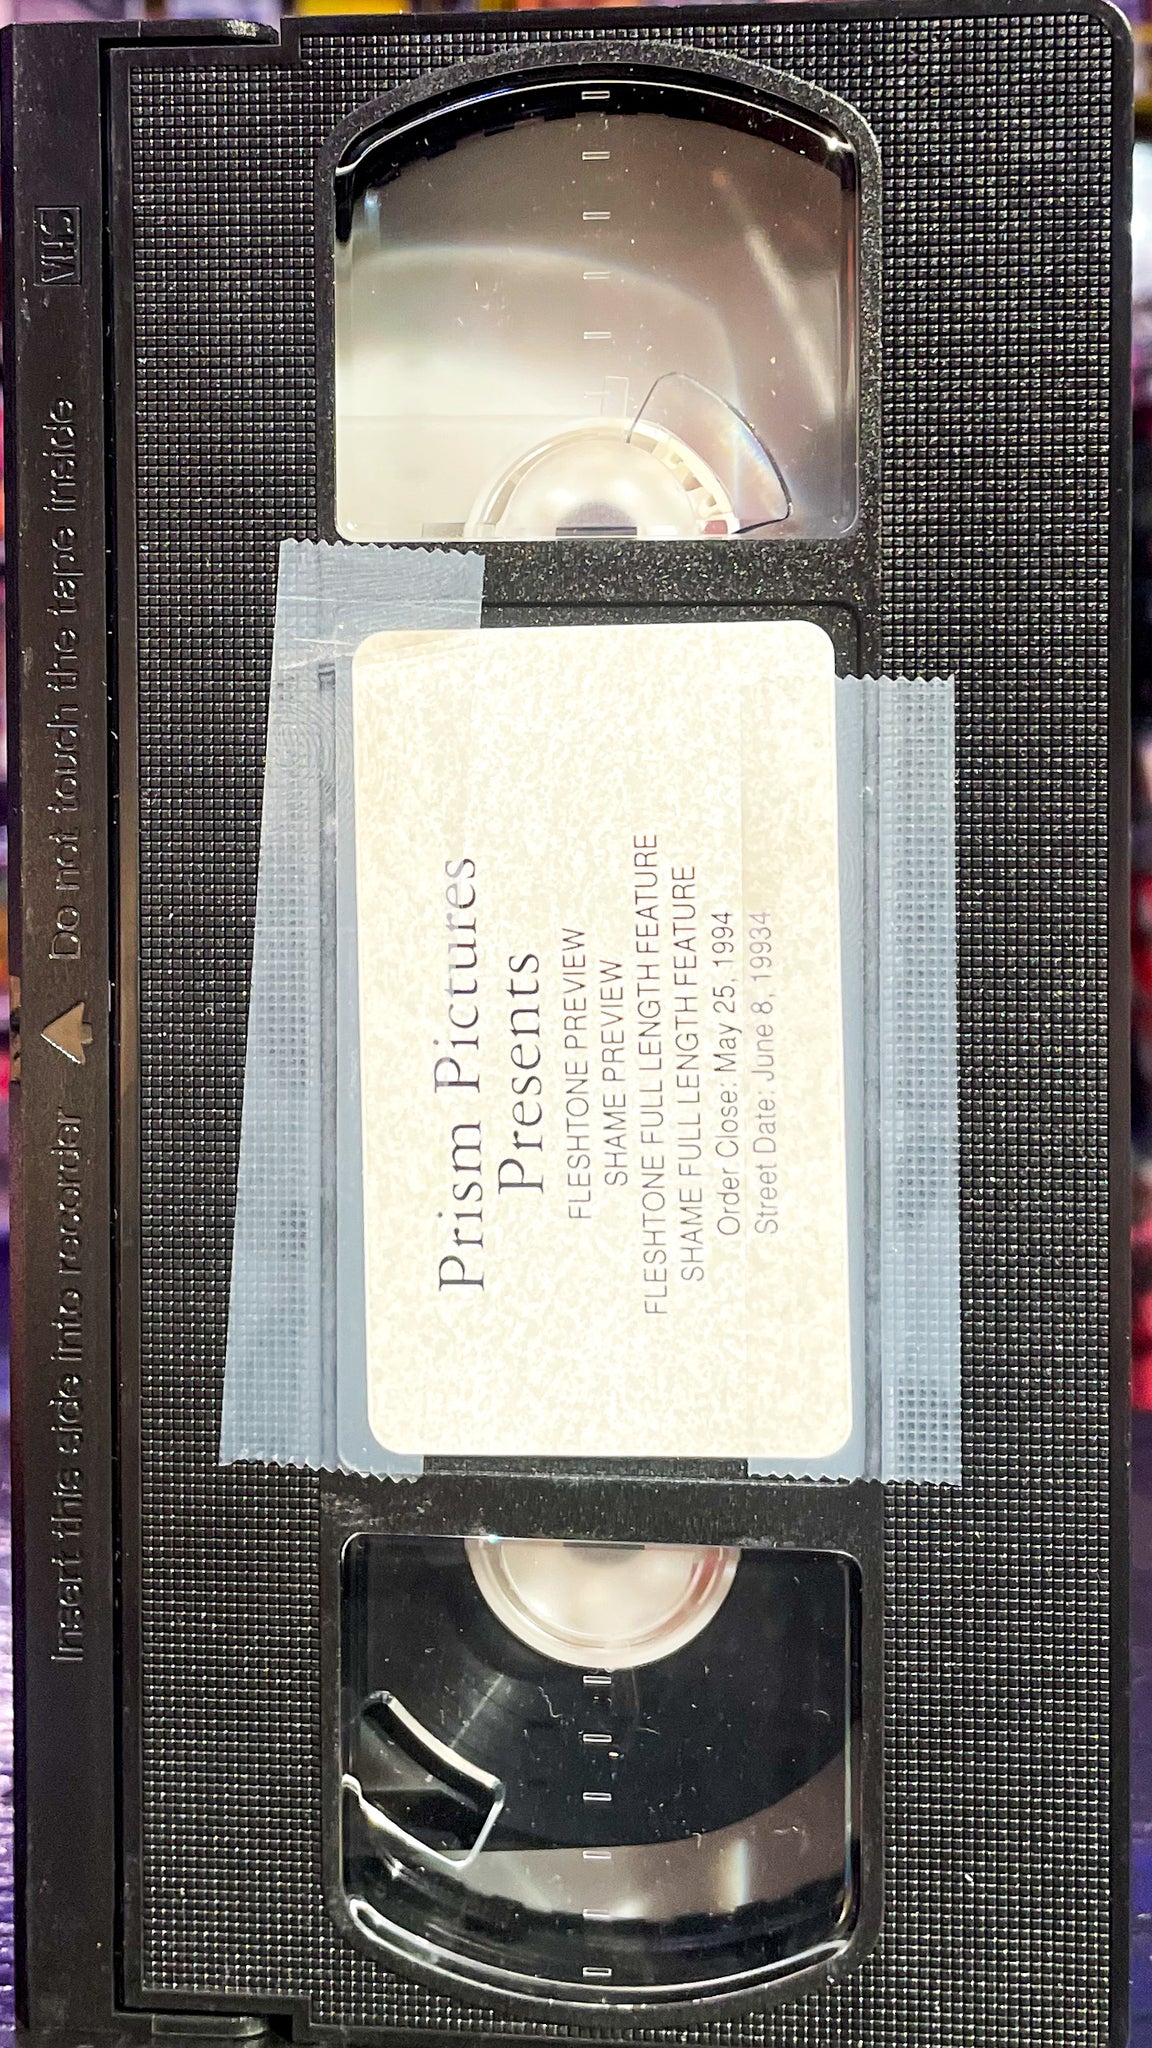 Prism Pictures
Presents
FLESHTONE PREVIEW
SHAME PREVIEW
FLESHTONE FULL LENGTH FEATURE
SHAME FULL LENGTH FEATURE
Order Close: May 25, 1994
Street Date: June 8, 19934
Insert this side into recorder
Do not touch the tape inside
VHS